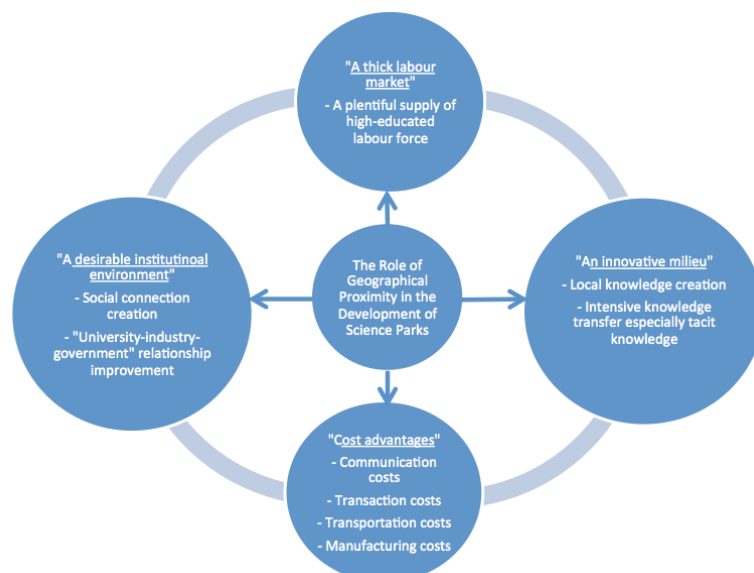 "A thick labour
market"
- A plentiful supply of
high-educated
labour force
"A desirable institutinoal
environment"
- Social connection
creation
- "University-industry-
government" relationship
improvement
The Role of
Geographical
Proximity in the
Development of
Science Parks
"An innovative milieu"
- Local knowledge creation
- Intensive knowledge
transfer especially tacit
knowledge
"Cost advantages"
- Communication
costs
- Transaction costs
- Transportation costs
- Manufacturing costs